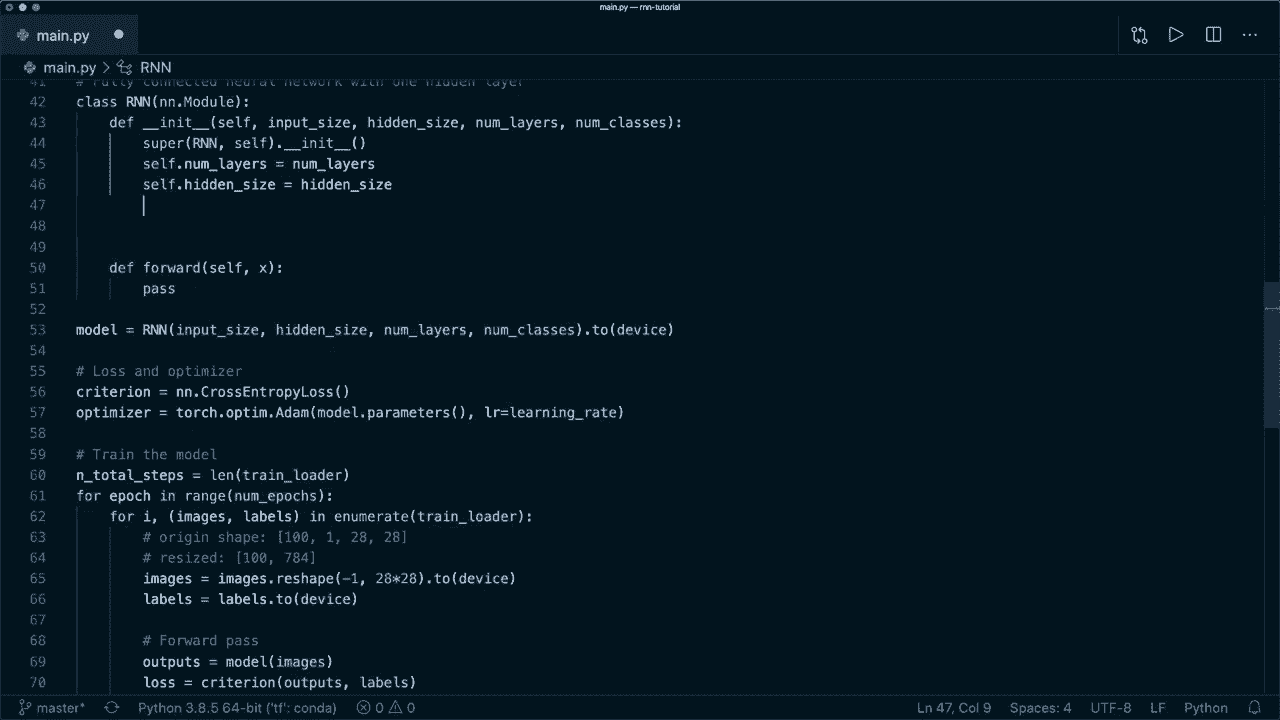 main.py — rnn-tutorial
main.py
main.py > RNN
41 # Fully connected neural network with one hidden layer
42 class RNN(nn.Module):
43 def __init__(self, input_size, hidden_size, num_layers, num_classes):
44 super(RNN, self).__init__()
45 self.num_layers = num_layers
46 self.hidden_size = hidden_size
47
48
49
50 def forward(self, x):
51 pass
52
53 model = RNN(input_size, hidden_size, num_layers, num_classes).to(device)
54
55 # Loss and optimizer
56 criterion = nn.CrossEntropyLoss()
57 optimizer = torch.optim.Adam(model.parameters(), lr=learning_rate)
58
59 # Train the model
60 n_total_steps = len(train_loader)
61 for epoch in range(num_epochs):
62 for i, (images, labels) in enumerate(train_loader):
63 # origin shape: [100, 1, 28, 28]
64 # resized: [100, 784]
65 images = images.reshape(-1, 28*28).to(device)
66 labels = labels.to(device)
67
68 # Forward pass
69 outputs = model(images)
70 loss = criterion(outputs, labels)
master* Python 3.8.5 64-bit ('tf': conda) 0 0 Ln 47, Col 9 Spaces: 4 UTF-8 LF Python